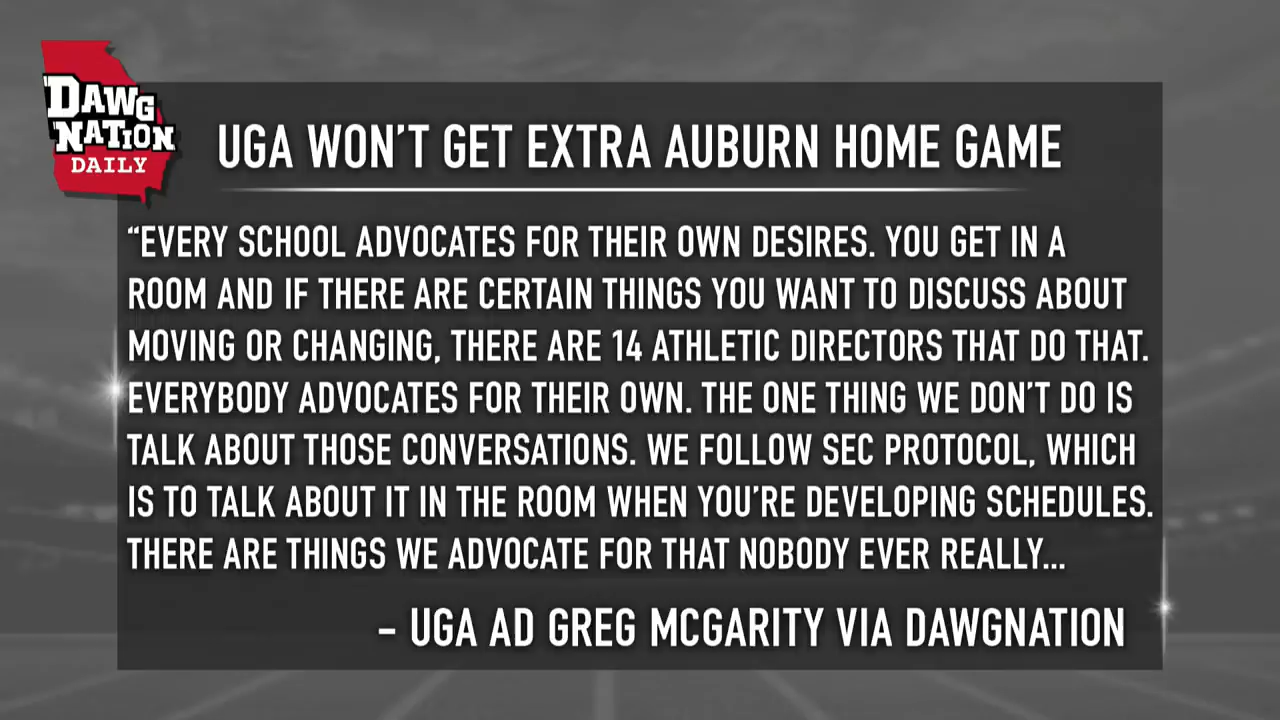 DAWG
NATION
DAILY
UGA WON'T GET EXTRA AUBURN HOME GAME
“EVERY SCHOOL ADVOCATES FOR THEIR OWN DESIRES. YOU GET IN A
ROOM AND IF THERE ARE CERTAIN THINGS YOU WANT TO DISCUSS ABOUT
MOVING OR CHANGING, THERE ARE 14 ATHLETIC DIRECTORS THAT DO THAT.
EVERYBODY ADVOCATES FOR THEIR OWN. THE ONE THING WE DON'T DO IS
TALK ABOUT THOSE CONVERSATIONS. WE FOLLOW SEC PROTOCOL, WHICH
IS TO TALK ABOUT IT IN THE ROOM WHEN YOU'RE DEVELOPING SCHEDULES.
THERE ARE THINGS WE ADVOCATE FOR THAT NOBODY EVER REALLY...
– UGA AD GREG MCGARITY VIA DAWGNATION